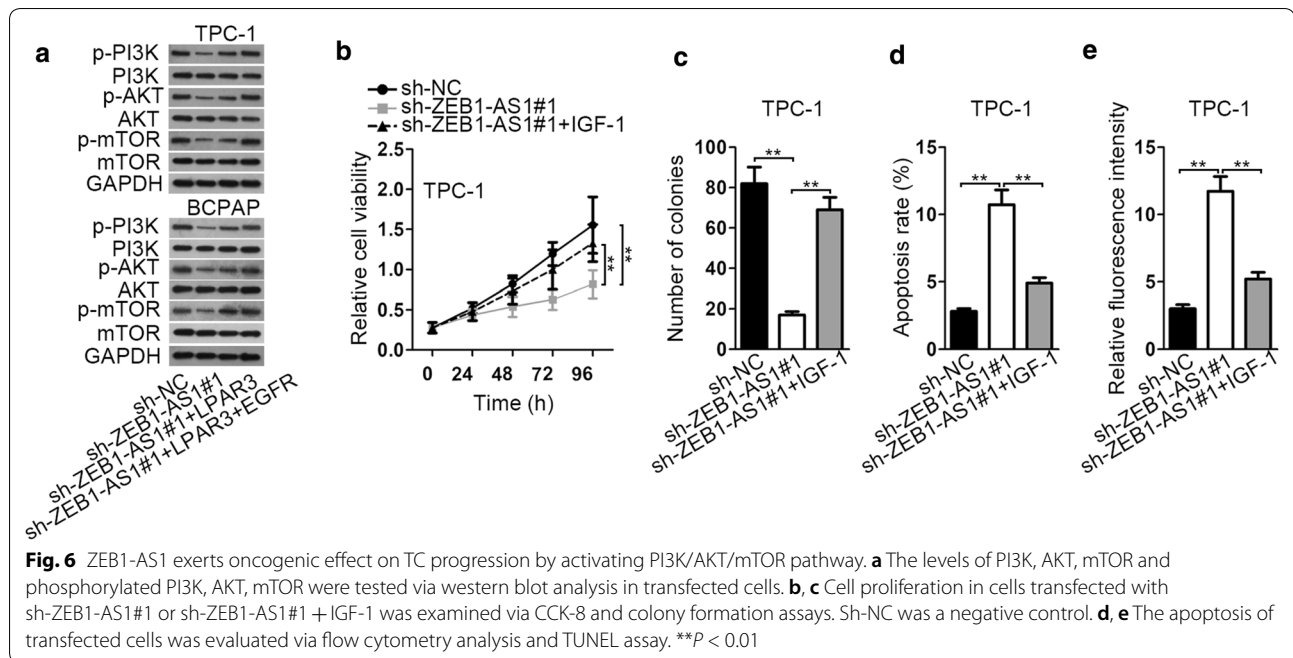 a
TPC-1
p-PI3K
PI3K
p-AKT
AKT
p-mTOR
mTOR
GAPDH
BCPAP
p-PI3K
PI3K
p-AKT
AKT
p-mTOR
mTOR
GAPDH
sh-NC
sh-ZEB1-AS1#1
sh-ZEB1-AS1#1+LPAR3
sh-ZEB1-AS1#1+LPAR3+EGFR
b
sh-NC
sh-ZEB1-AS1#1
sh-ZEB1-AS1#1+IGF-1
TPC-1
Relative cell viability
2.5
2.0
1.5
1.0
0.5
0.0
0 24 48 72 96
Time (h)
**
**
c
TPC-1
Number of colonies
100
80
60
40
20
0
**
**
sh-NC
sh-ZEB1-AS1#1
sh-ZEB1-AS1#1+IGF-1
d
TPC-1
Apoptosis rate (%)
15
10
5
0
**
**
sh-NC
sh-ZEB1-AS1#1
sh-ZEB1-AS1#1+IGF-1
e
TPC-1
Relative fluorescence intensity
15
10
5
0
**
**
sh-NC
sh-ZEB1-AS1#1
sh-ZEB1-AS1#1+IGF-1
Fig. 6 ZEB1-AS1 exerts oncogenic effect on TC progression by activating PI3K/AKT/mTOR pathway. a The levels of PI3K, AKT, mTOR and
phosphorylated PI3K, AKT, mTOR were tested via western blot analysis in transfected cells. b, c Cell proliferation in cells transfected with
sh-ZEB1-AS1#1 or sh-ZEB1-AS1#1 + IGF-1 was examined via CCK-8 and colony formation assays. Sh-NC was a negative control. d, e The apoptosis of
transfected cells was evaluated via flow cytometry analysis and TUNEL assay. **P < 0.01